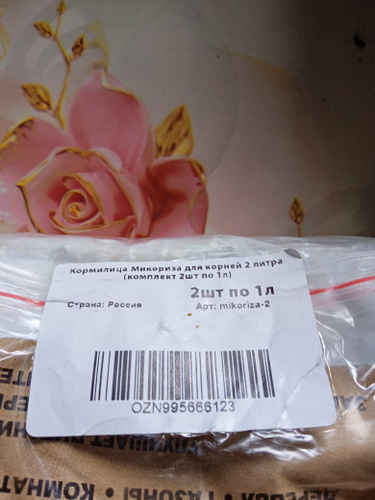 Кормилица Микориза для корней 2 литра
(комплект 2шт по 1л)
2шт по 1л
Страна: Россия
Арт: mikoriza-2
OZN995666123
КОМНАТ